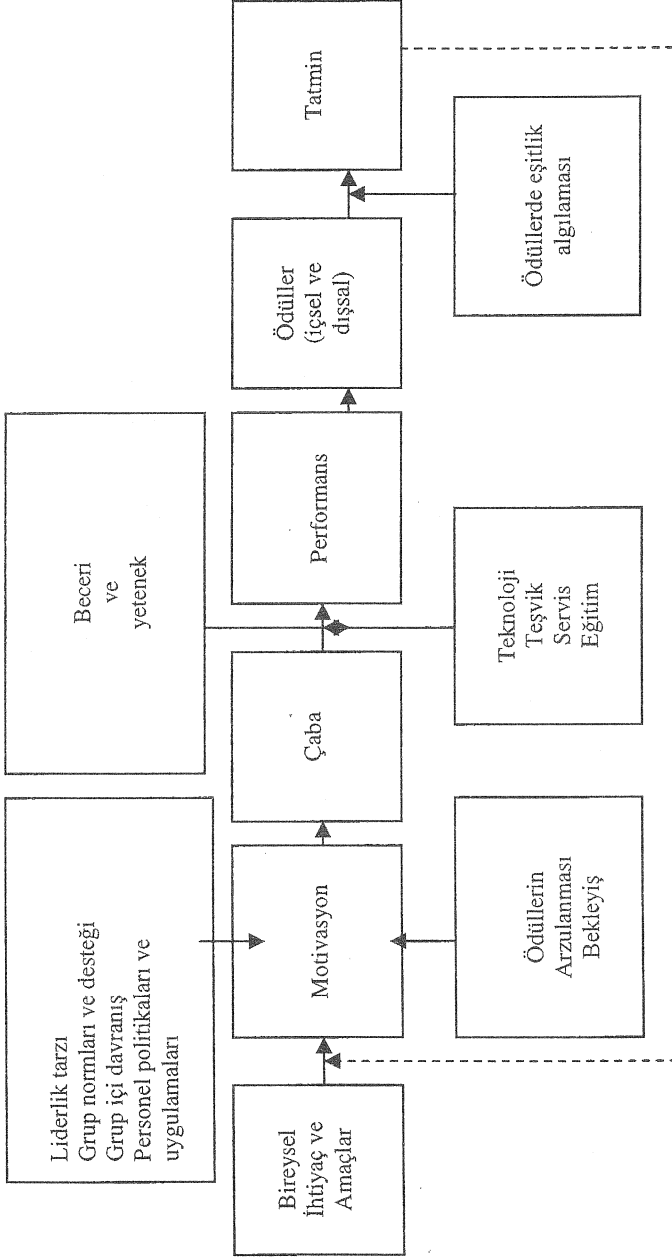 Liderlik tarzı
Grup normları ve desteği
Grup içi davranış
Personel politikaları ve
uygulamaları
Beceri
ve
yetenek
Bireysel
İhtiyaç ve
Amaçlar
Motivasyon
Çaba
Performans
Ödüller
(içsel ve
dışsal)
Tatmin
Ödüllerin
Arzulanması
Bekleyiş
Teknoloji
Teşvik
Servis
Eğitim
Ödüllerde eşitlik
algılaması